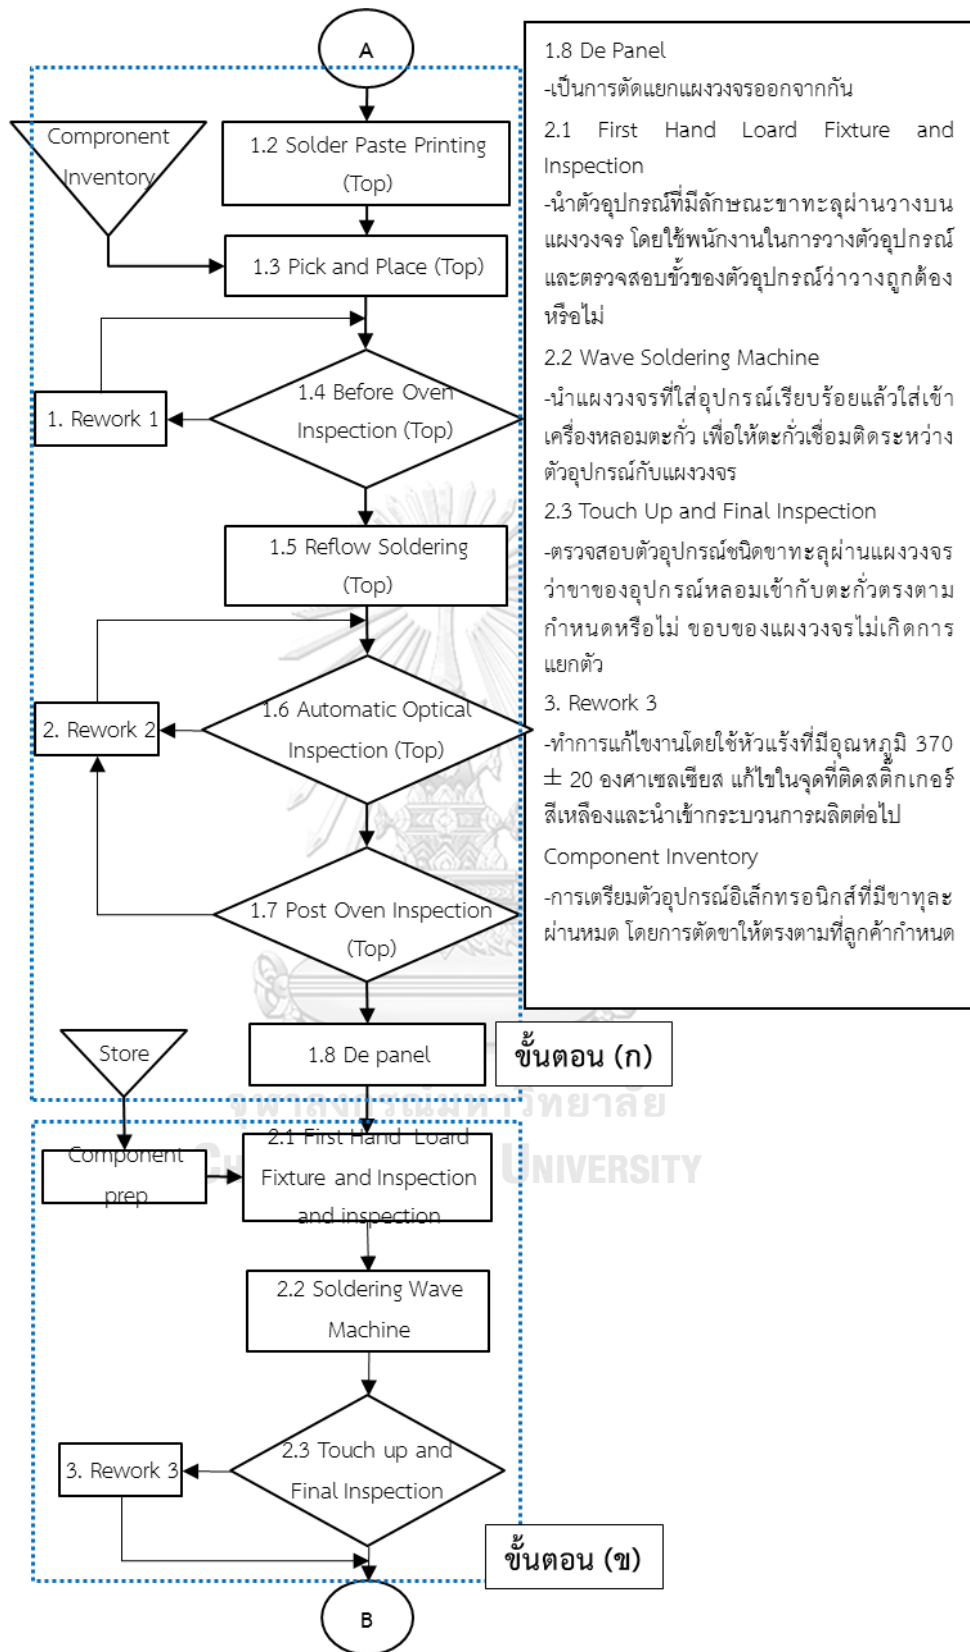 A
Compronent
Inventory
1.2 Solder Paste Printing
(Top)
1.3 Pick and Place (Top)
1.4 Before Oven
Inspection (Top)
1. Rework 1
1.5 Reflow Soldering
(Top)
1.6 Automatic Optical
Inspection (Top)
2. Rework 2
1.7 Post Oven Inspection
(Top)
Store
1.8 De panel
ขั้นตอน (ก)
จุฬาลงกรณ์มหาวิทยาลัย
UNIVERSITY
Component
prep
2.1 First Hand Loard
Fixture and Inspection
and inspection
2.2 Soldering Wave
Machine
2.3 Touch up and
Final Inspection
3. Rework 3
ขั้นตอน (ข)
B
1.8 De Panel
-เป็นการตัดแยกแผงวงจรออกจากกัน
2.1 First Hand Loard Fixture and
Inspection
-นำตัวอุปกรณ์ที่มีลักษณะขาทะลุผ่านวางบน
แผงวงจร โดยใช้พนักงานในการวางตัวอุปกรณ์
และตรวจสอบขั้วของตัวอุปกรณ์ว่าวางถูกต้อง
หรือไม่
2.2 Wave Soldering Machine
-นำแผงวงจรที่ใส่อุปกรณ์เรียบร้อยแล้วใส่เข้า
เครื่องหลอมตะกั่ว เพื่อให้ตะกั่วเชื่อมติดระหว่าง
ตัวอุปกรณ์กับแผงวงจร
2.3 Touch Up and Final Inspection
-ตรวจสอบตัวอุปกรณ์ชนิดขาทะลุผ่านแผงวงจร
ว่าขาของอุปกรณ์หลอมเข้ากับตะกั่วตรงตาม
กำหนดหรือไม่ ขอบของแผงวงจรไม่เกิดการ
แยกตัว
3. Rework 3
-ทำการแก้ไขงานโดยใช้หัวแร้งที่มีอุณหภูมิ 370
± 20 องศาเซลเซียส แก้ไขในจุดที่ติดสติ๊กเกอร์
สีเหลืองและนำเข้ากระบวนการผลิตต่อไป
Component Inventory
-การเตรียมตัวอุปกรณ์อิเล็กทรอนิกส์ที่มีขาทุละ
ผ่านหมด โดยการตัดขาให้ตรงตามที่ลูกค้ากำหนด